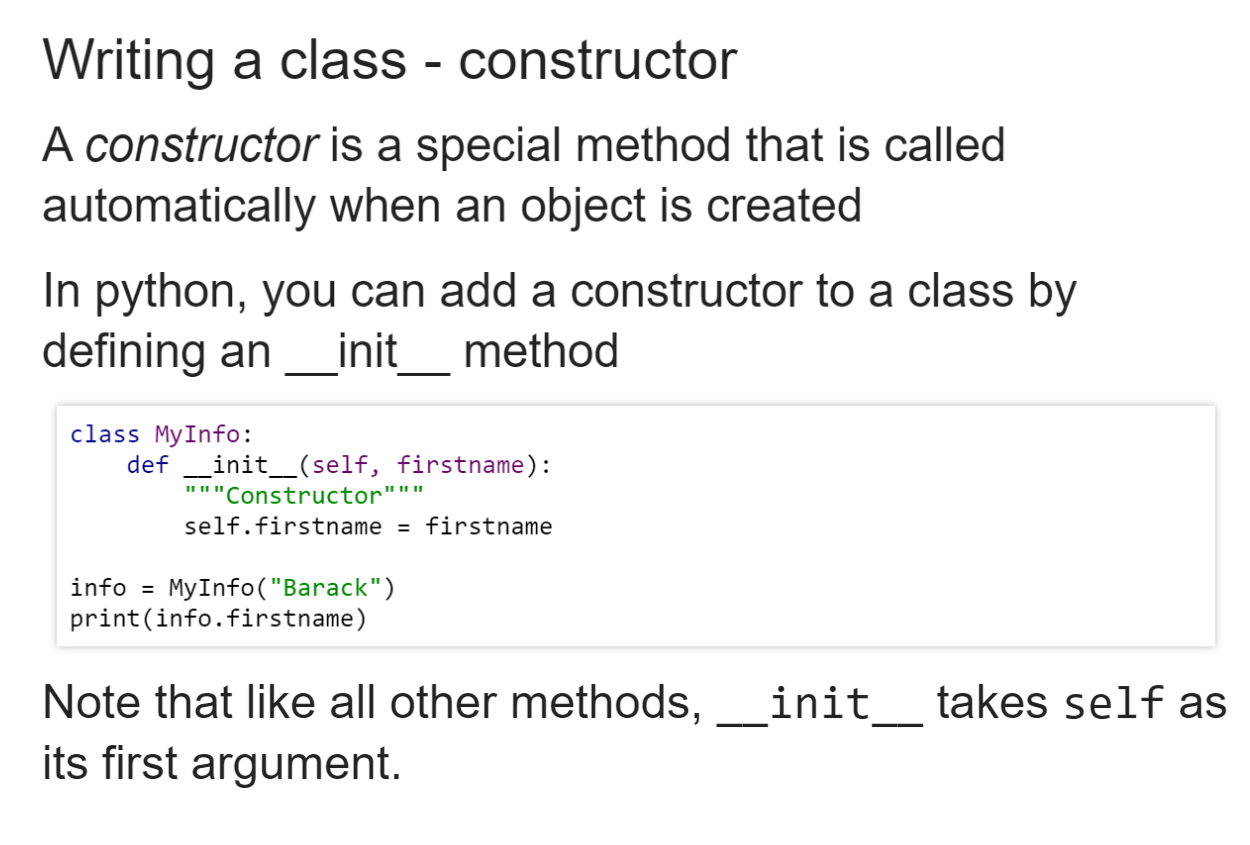 Writing a class - constructor
A constructor is a special method that is called
automatically when an object is created
In python, you can add a constructor to a class by
defining an __init__ method
class MyInfo:
    def __init__(self, firstname):
        """Constructor"""
        self.firstname = firstname

info = MyInfo("Barack")
print(info.firstname)
Note that like all other methods, __init__ takes self as
its first argument.